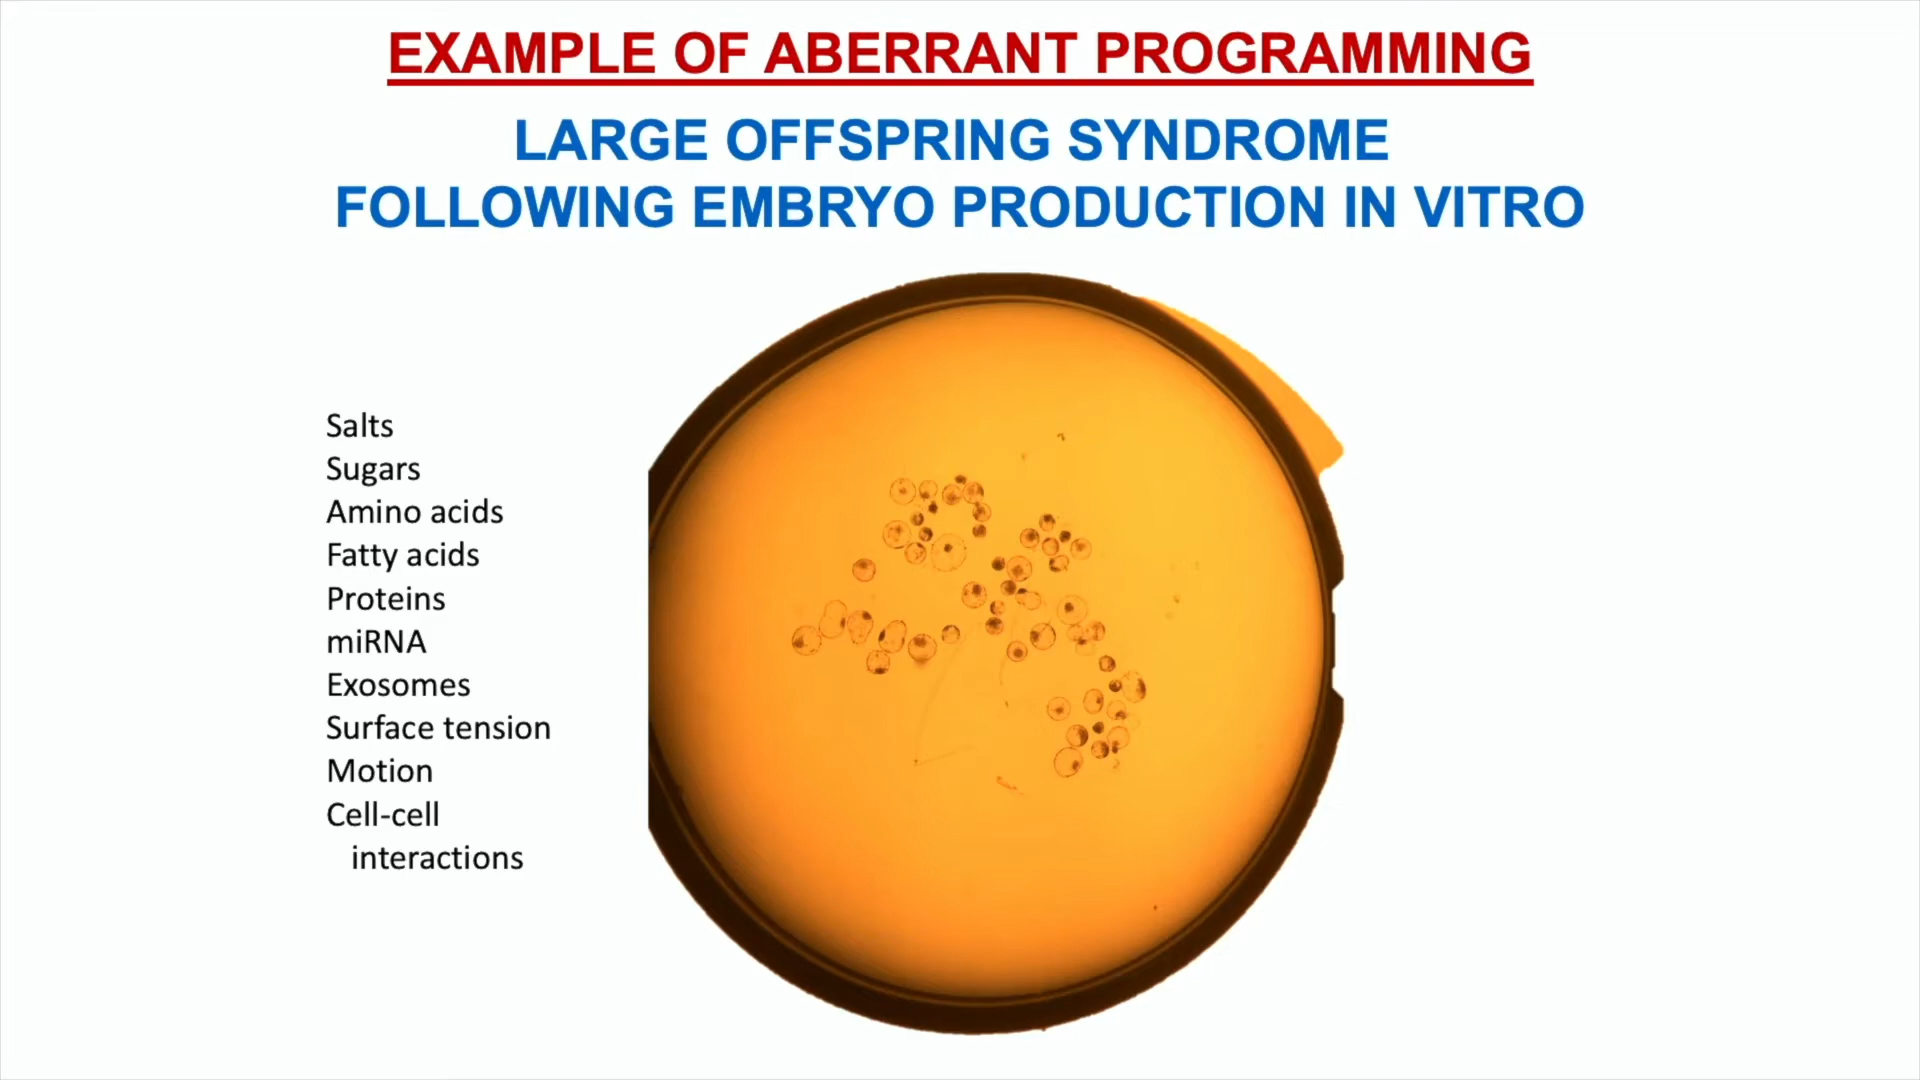 EXAMPLE OF ABERRANT PROGRAMMING
LARGE OFFSPRING SYNDROME
FOLLOWING EMBRYO PRODUCTION IN VITRO
Salts
Sugars
Amino acids
Fatty acids
Proteins
miRNA
Exosomes
Surface tension
Motion
Cell-cell
interactions